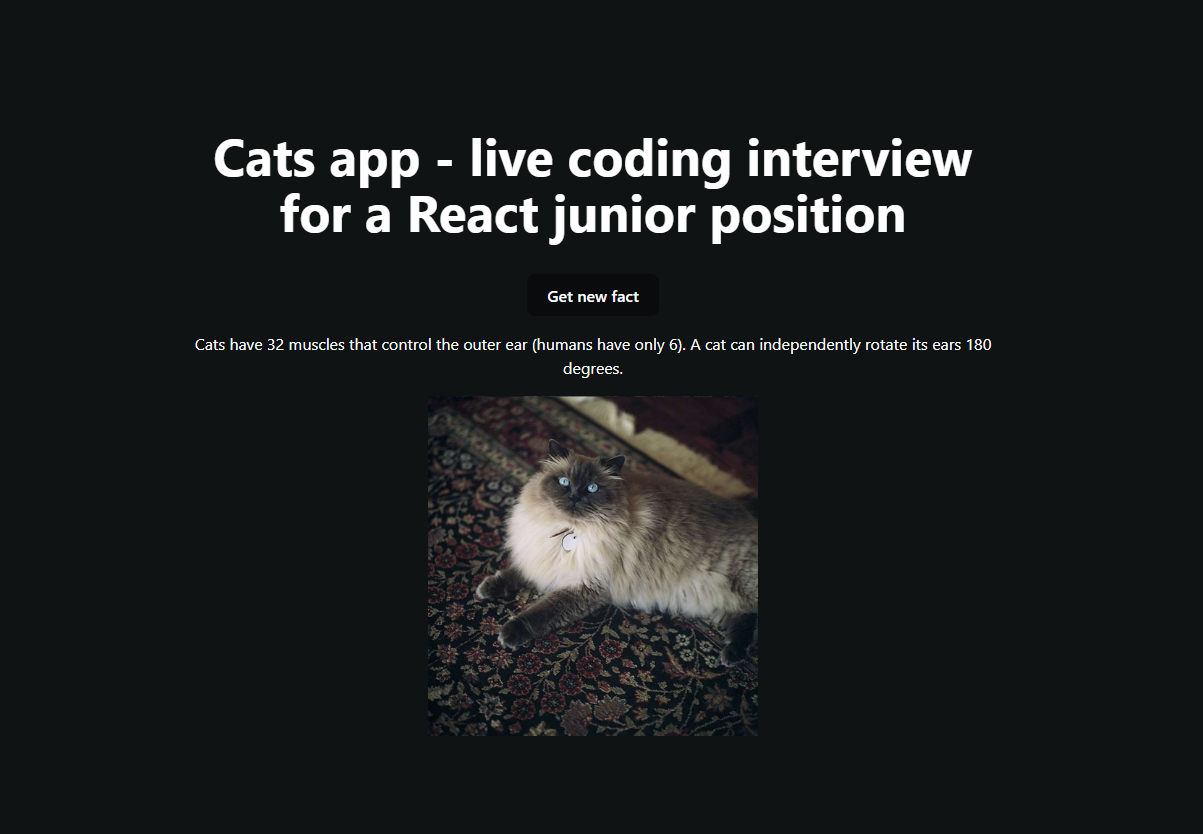 Cats app - live coding interview
for a React junior position
Get new fact
Cats have 32 muscles that control the outer ear (humans have only 6). A cat can independently rotate its ears 180
degrees.